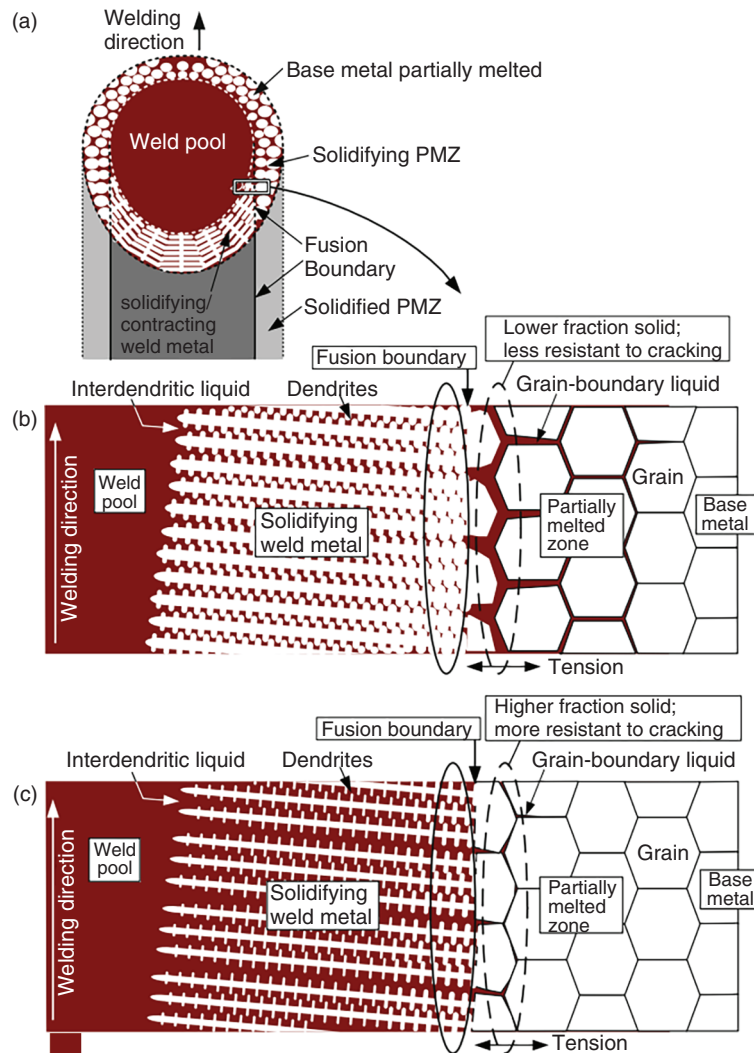 (a)
Welding
direction
Base metal partially melted
Weld pool
Solidifying PMZ
Fusion
Boundary
solidifying/
contracting
weld metal
Solidified PMZ
Lower fraction solid;
less resistant to cracking
Fusion boundary
(b)
Interdendritic liquid
Dendrites
Grain-boundary liquid
Welding direction
Weld
pool
Solidifying
weld metal
Grain
Partially
melted
zone
Base
metal
Tension
Higher fraction solid;
more resistant to cracking
Fusion boundary
Interdendritic liquid
Dendrites
Grain-boundary liquid
(c)
Welding direction
Weld
pool
Solidifying
weld metal
Grain
Partially
melted
zone
Base
metal
Tension